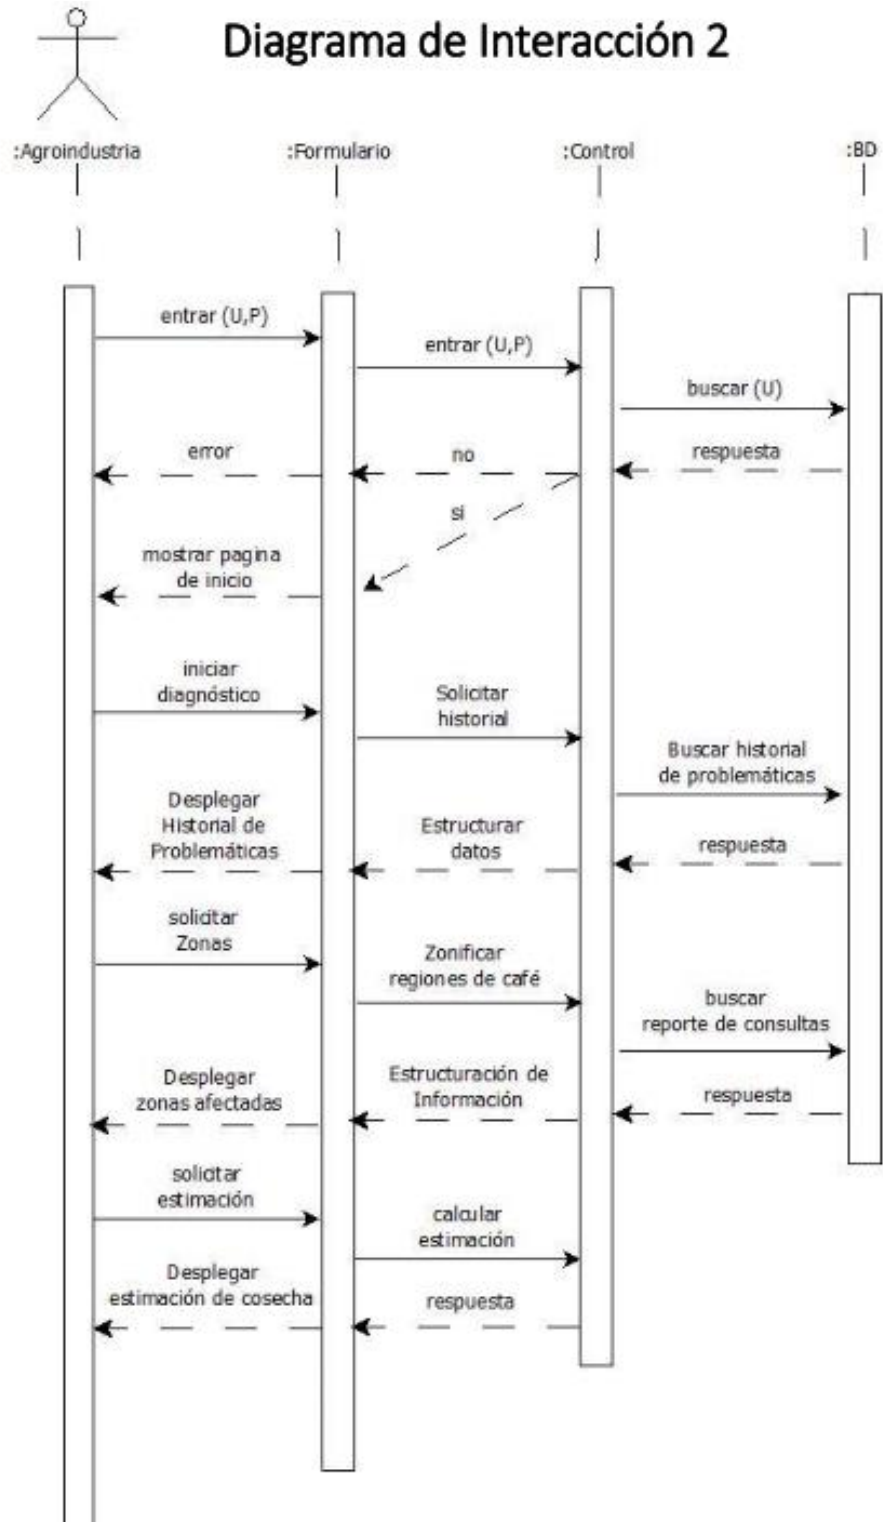 Diagrama de Interacción 2
:Agroindustria
:Formulario
:Control
:BD
entrar (U,P)
entrar (U,P)
buscar (U)
error
no
respuesta
si
mostrar pagina
de inicio
iniciar
diagnóstico
Solicitar
historial
Buscar historial
de problemáticas
Desplegar
Historial de
Problemáticas
Estructurar
datos
respuesta
solicitar
Zonas
Zonificar
regiones de café
buscar
reporte de consultas
Desplegar
zonas afectadas
Estructuración de
Información
respuesta
solicitar
estimación
calcular
estimación
Desplegar
estimación de cosecha
respuesta